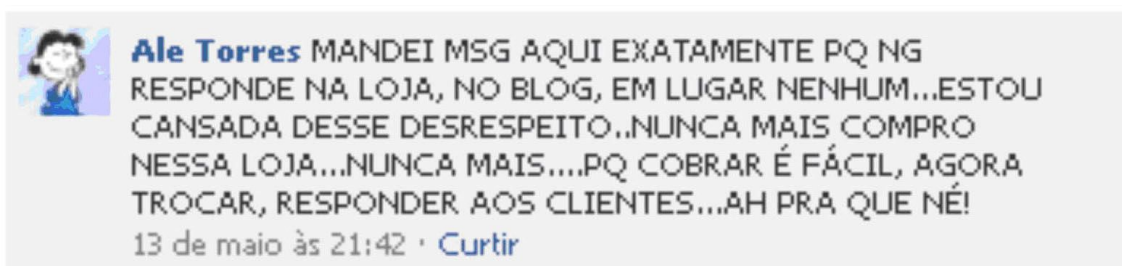 Ale Torres MANDEI MSG AQUI EXATAMENTE PQ NG
RESPONDE NA LOJA, NO BLOG, EM LUGAR NENHUM...ESTOU
CANSADA DESSE DESRESPEITO..NUNCA MAIS COMPRO
NESSA LOJA...NUNCA MAIS....PQ COBRAR É FÁCIL, AGORA
TROCAR, RESPONDER AOS CLIENTES...AH PRA QUE NÉ!
13 de maio às 21:42 · Curtir